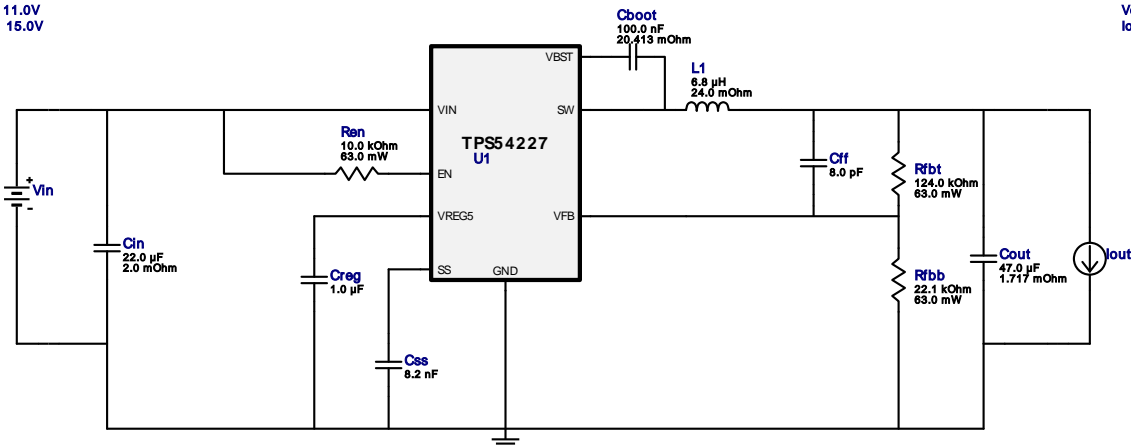 11.0V
15.0V
Cboot
100.0 nF
20.413 mOhm
VBST
L1
6.8 µH
24.0 mOhm
VIN
SW
TPS54227
U1
Ren
10.0 kOhm
63.0 mW
EN
Cff
8.0 pF
Rfbt
124.0 kOhm
63.0 mW
+
Vin
-
VREG5
VFB
Cin
22.0 µF
2.0 mOhm
Creg
1.0 µF
SS
GND
Rfbb
22.1 kOhm
63.0 mW
Cout
47.0 µF
1.717 mOhm
Iout
Css
8.2 nF